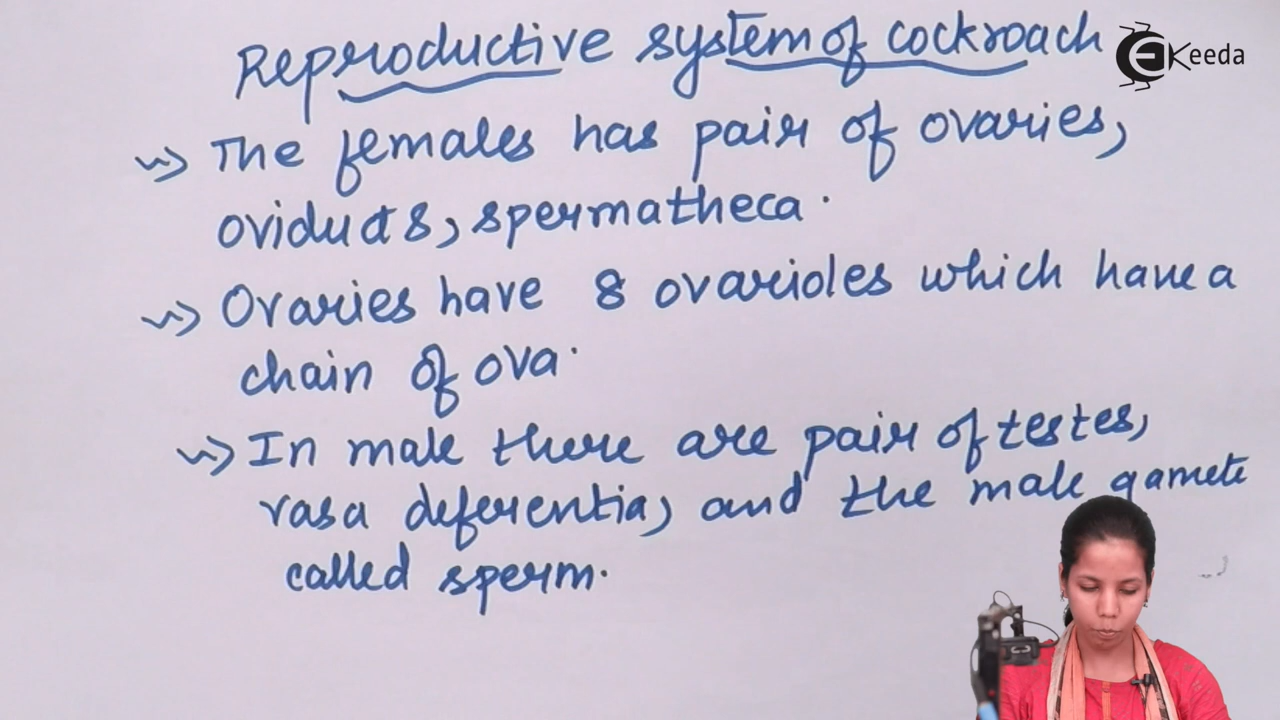 Reproductive system of cockroach
EKeeda
The females has pair of ovaries,
oviducts, spermatheca.
Ovaries have 8 ovarioles which have a
chain of ova.
In male there are pair of testes,
vasa deferentia, and the male gamete
called sperm.